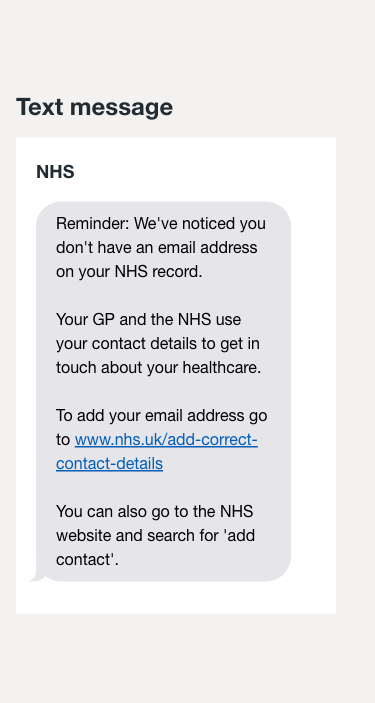 Text message
NHS
Reminder: We've noticed you
don't have an email address
on your NHS record.
Your GP and the NHS use
your contact details to get in
touch about your healthcare.
To add your email address go
to www.nhs.uk/add-correct-
contact-details
You can also go to the NHS
website and search for 'add
contact'.